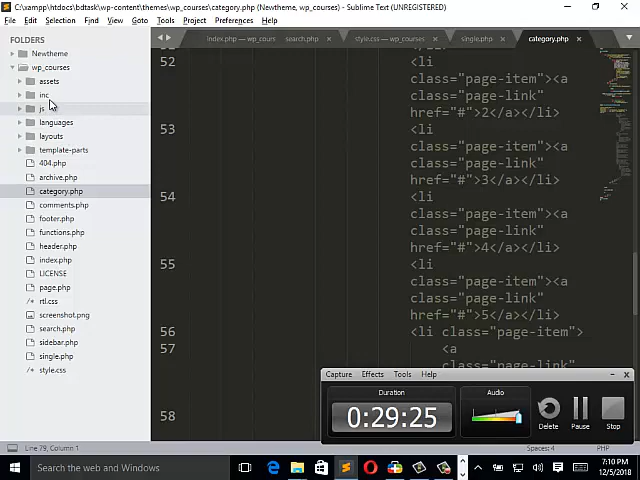 C:\xampp\htdocs\bdtask\wp-content\themes\wp_courses\category.php (Newtheme, wp_courses) - Sublime Text (UNREGISTERED)
File Edit Selection Find View Goto Tools Project Preferences Help
FOLDERS
Newtheme
wp_courses
assets
inc
js
languages
layouts
template-parts
404.php
archive.php
category.php
comments.php
footer.php
functions.php
header.php
index.php
LICENSE
page.php
rtl.css
screenshot.png
search.php
sidebar.php
single.php
style.css
index.php — wp_cours search.php style.css — wp_courses single.php category.php
52 <li
class="page-item"><a
class="page-link"
href="#">2</a></li>
53 <li
class="page-item"><a
class="page-link"
href="#">3</a></li>
54 <li
class="page-item"><a
class="page-link"
href="#">4</a></li>
55 <li
class="page-item"><a
class="page-link"
href="#">5</a></li>
56 <li class="page-item">
57 <a
class="page-link"
58
Capture Effects Tools Help
Duration
0:29:25
Audio
Delete Pause Stop
Line 79, Column 1
Spaces: 4
PHP
Search the web and Windows
7:10 PM
12/5/2018